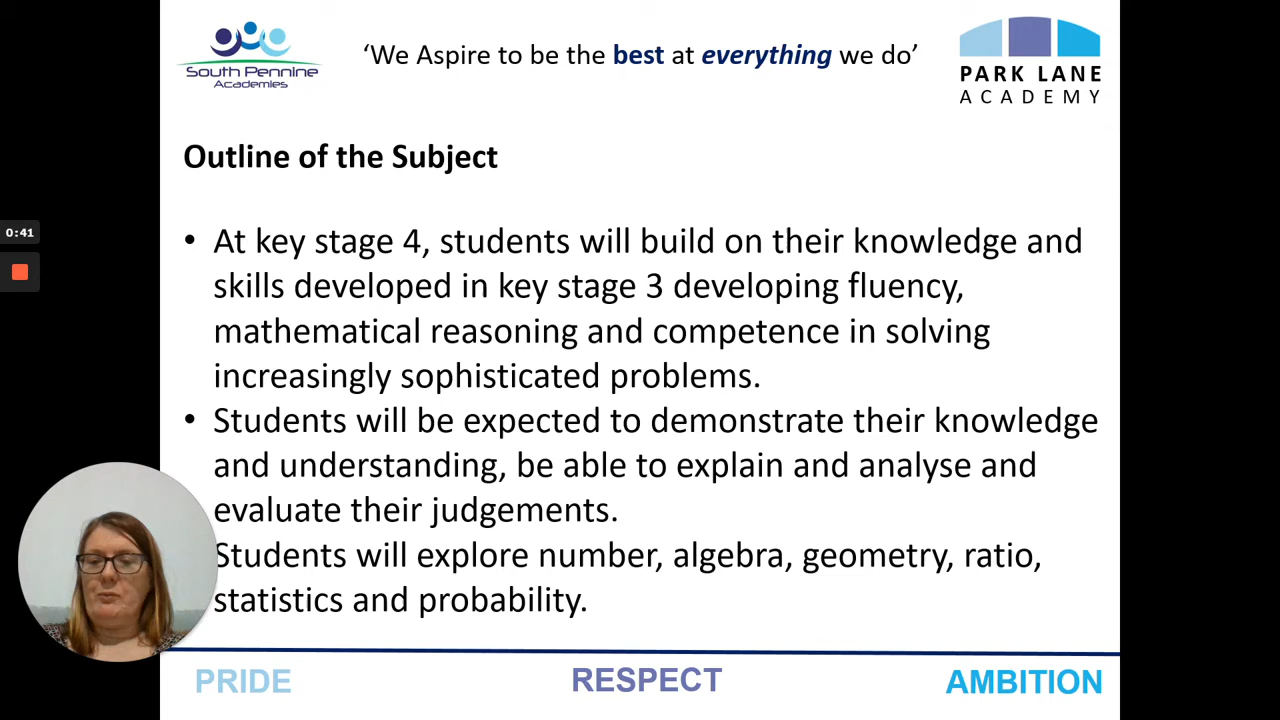 ‘We Aspire to be the best at everything we do’
South Pennine
Academies
PARK LANE
ACADEMY
Outline of the Subject
0:41
• At key stage 4, students will build on their knowledge and
skills developed in key stage 3 developing fluency,
mathematical reasoning and competence in solving
increasingly sophisticated problems.
• Students will be expected to demonstrate their knowledge
and understanding, be able to explain and analyse and
evaluate their judgements.
Students will explore number, algebra, geometry, ratio,
statistics and probability.
PRIDE
RESPECT
AMBITION